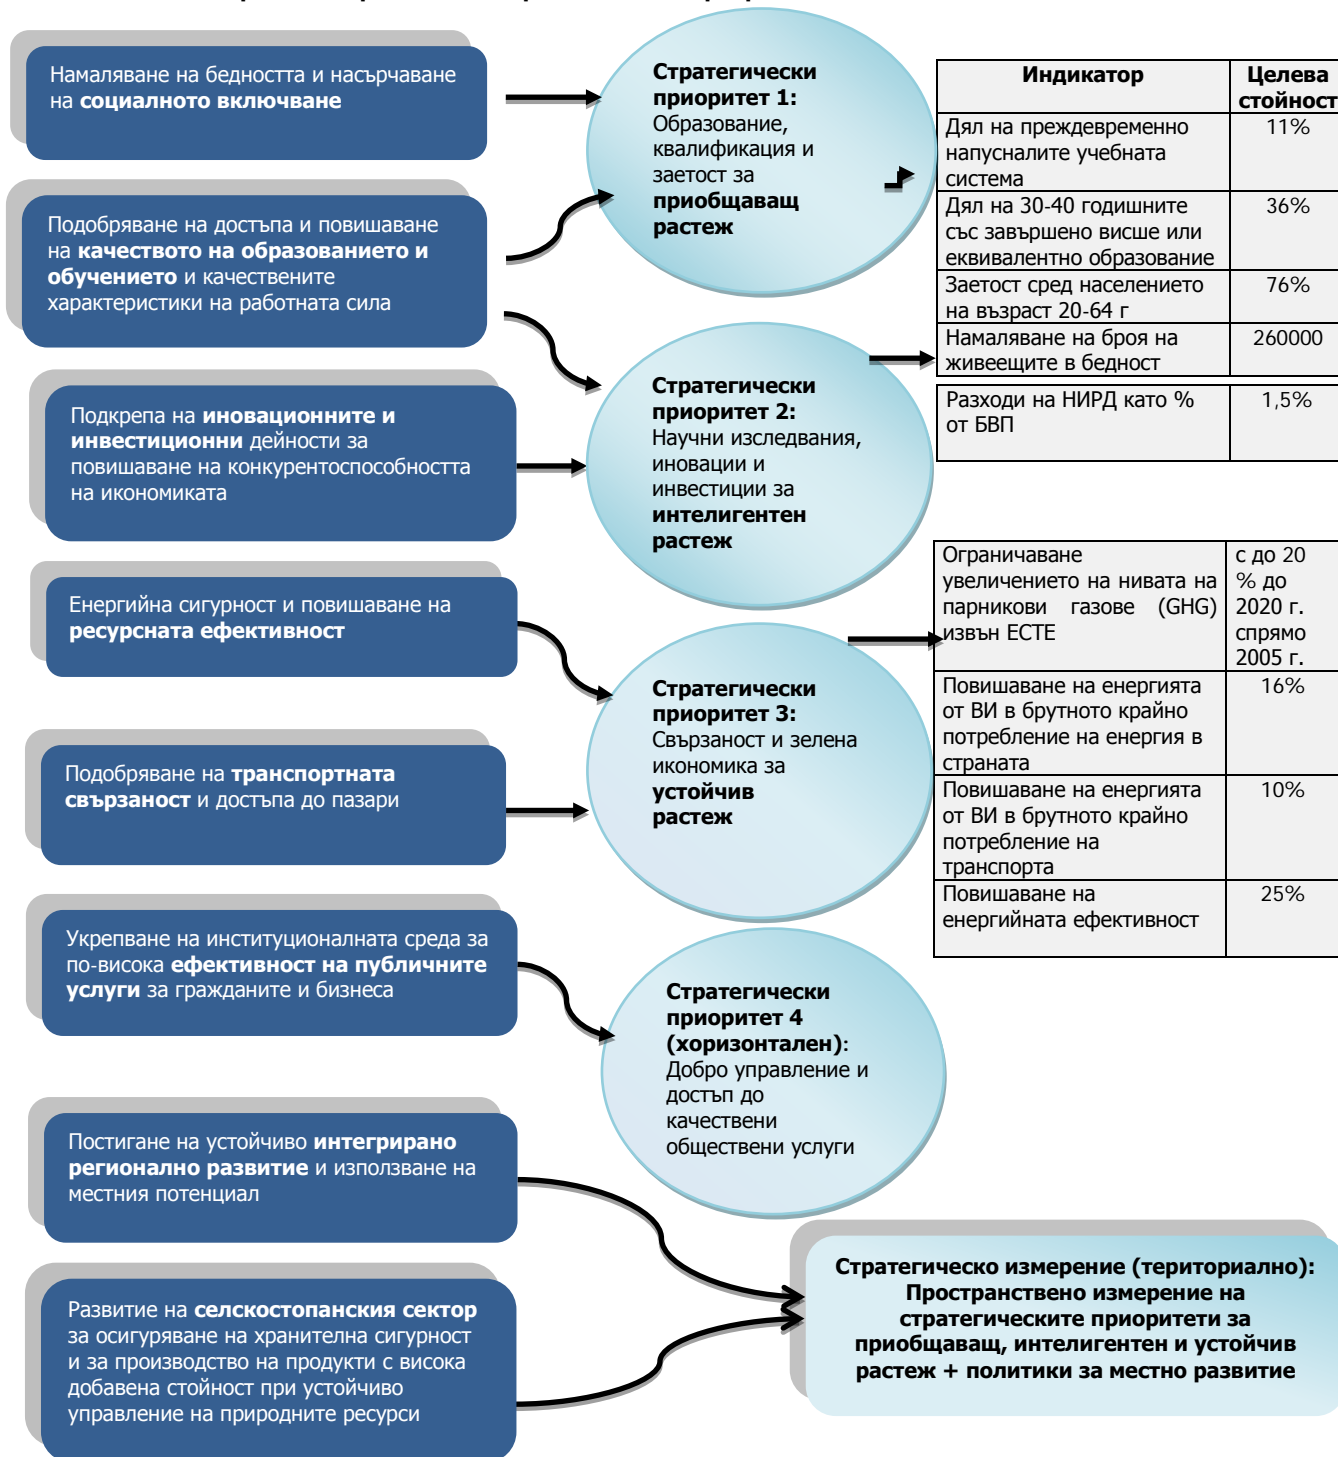 Намаляване на бедността и насърчаване
на социалното включване
Подобряване на достъпа и повишаване
на качеството на образованието и
обучението и качествените
характеристики на работната сила
Подкрепа на иновационните и
инвестиционни дейности за
повишаване на конкурентоспособността
на икономиката
Енергийна сигурност и повишаване на
ресурсната ефективност
Подобряване на транспортната
свързаност и достъпа до пазари
Укрепване на институционалната среда за
по-висока ефективност на публичните
услуги за гражданите и бизнеса
Постигане на устойчиво интегрирано
регионално развитие и използване на
местния потенциал
Развитие на селскостопанския сектор
за осигуряване на хранителна сигурност
и за производство на продукти с висока
добавена стойност при устойчиво
управление на природните ресурси
Стратегически
приоритет 1:
Образование,
квалификация и
заетост за
приобщаващ
растеж
Стратегически
приоритет 2:
Научни изследвания,
иновации и
инвестиции за
интелигентен
растеж
Стратегически
приоритет 3:
Свързаност и зелена
икономика за
устойчив
растеж
Стратегически
приоритет 4
(хоризонтален):
Добро управление и
достъп до
качествени
обществени услуги
Стратегическо измерение (териториално):
Пространствено измерение на
стратегическите приоритети за
приобщаващ, интелигентен и устойчив
растеж + политики за местно развитие
Индикатор
Целева
стойност
Дял на преждевременно
напусналите учебната
система
11%
Дял на 30-40 годишните
със завършено висше или
еквивалентно образование
36%
Заетост сред населението
на възраст 20-64 г
76%
Намаляване на броя на
живеещите в бедност
260000
Разходи на НИРД като %
от БВП
1,5%
Ограничаване
увеличението на нивата на
парникови газове (GHG)
извън ЕСТЕ
с до 20
% до
2020 г.
спрямо
2005 г.
Повишаване на енергията
от ВИ в брутното крайно
потребление на енергия в
страната
16%
Повишаване на енергията
от ВИ в брутното крайно
потребление на
транспорта
10%
Повишаване на
енергийната ефективност
25%